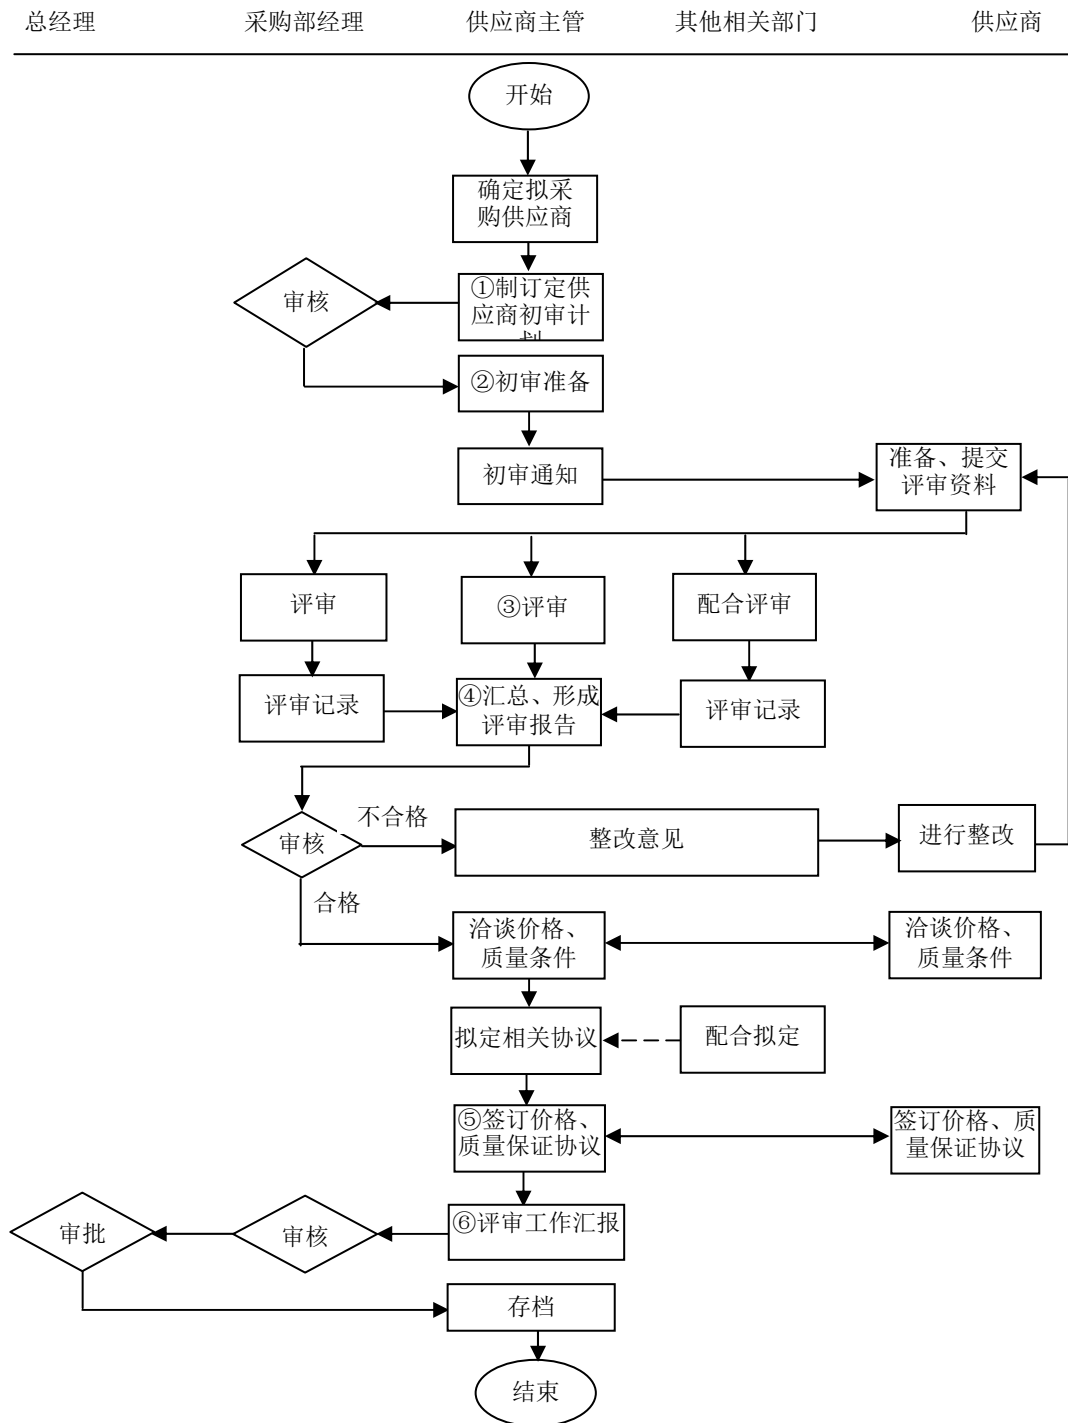 总经理
采购部经理
供应商主管
其他相关部门
供应商
开始
确定拟采
购供应商
审核
①制订定供
应商初审计
划
②初审准备
初审通知
准备、提交
评审资料
评审
③评审
配合评审
评审记录
④汇总、形成
评审报告
评审记录
审核
不合格
整改意见
进行整改
合格
洽谈价格、
质量条件
洽谈价格、
质量条件
拟定相关协议
配合拟定
⑤签订价格、
质量保证协议
签订价格、质
量保证协议
审批
审核
⑥评审工作汇报
存档
结束